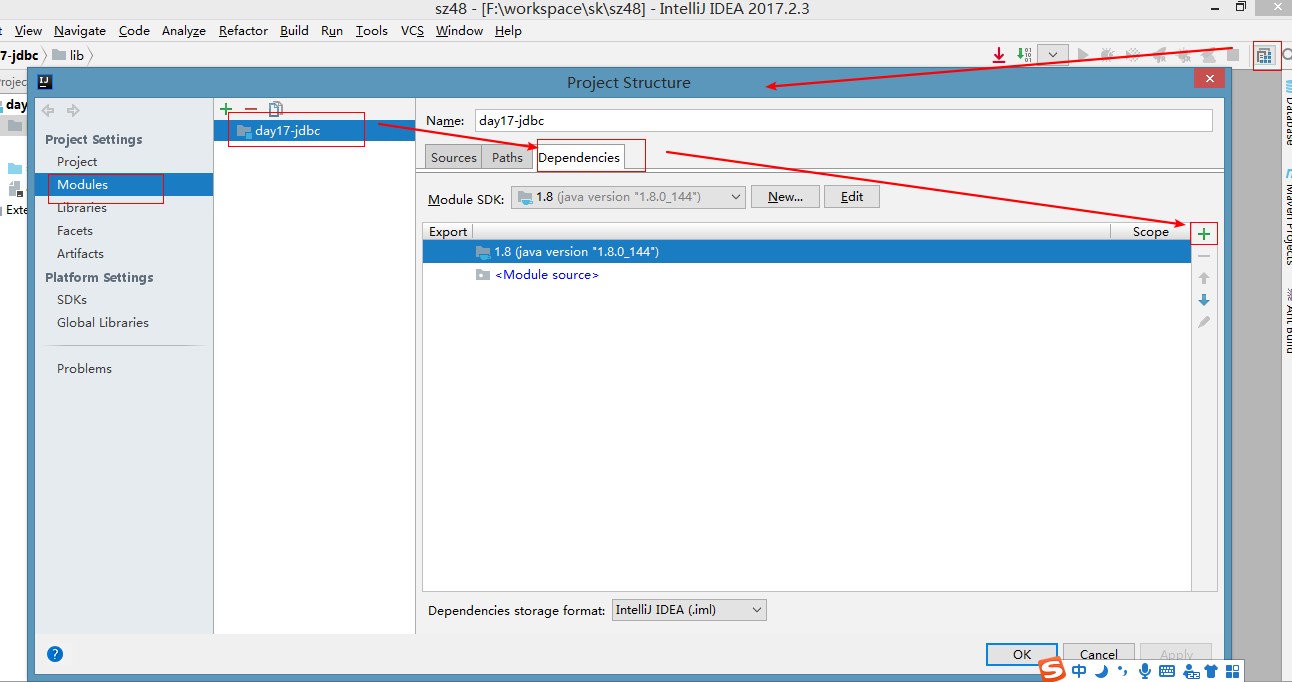 sz48 - [F:\workspace\sk\sz48] - IntelliJ IDEA 2017.2.3
View Navigate Code Analyze Refactor Build Run Tools VCS Window Help
7-jdbc lib
Project Structure
day
Exte
Project Settings
Project
Modules
Libraries
Facets
Artifacts
Platform Settings
SDKs
Global Libraries
Problems
day17-jdbc
Name: day17-jdbc
Sources Paths Dependencies
Module SDK: 1.8 (java version "1.8.0_144") New... Edit
Export Scope
1.8 (java version "1.8.0_144")
<Module source>
Dependencies storage format: IntelliJ IDEA (.iml)
OK Cancel Apply
中
Database
Maven Projects
Ant Build